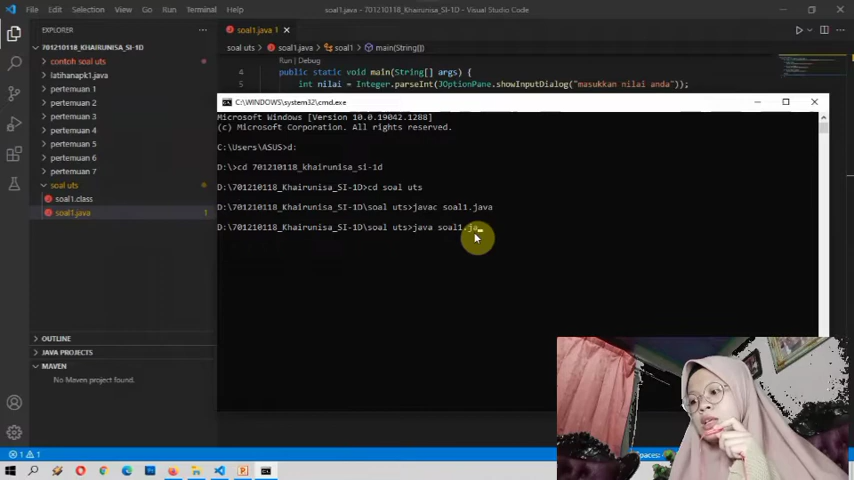 File Edit Selection View Go Run Terminal Help
soal1.java - 701210118_KHAIRUNISA_SI-1D - Visual Studio Code
EXPLORER
soal1.java 1
701210118_KHAIRUNISA_SI-1D
contoh soal uts
latihanapk1.java
pertemuan 1
pertemuan 2
pertemuan 3
pertemuan 4
pertemuan 5
pertemuan 6
pertemuan 7
soal uts
soal1.class
soal1.java 1
OUTLINE
JAVA PROJECTS
MAVEN
No Maven project found.
soal uts > soal1.java > soal1 > main(String[])
Run | Debug
4 public static void main(String[] args) {
5 int nilai = Integer.parseInt(JOptionPane.showInputDialog("masukkan nilai anda"));
C:\WINDOWS\system32\cmd.exe
Microsoft Windows [Version 10.0.19042.1288]
(c) Microsoft Corporation. All rights reserved.
C:\Users\ASUS>d:
D:\>cd 701210118_khairunisa_si-1d
D:\701210118_Khairunisa_SI-1D>cd soal uts
D:\701210118_Khairunisa_SI-1D\soal uts>javac soal1.java
D:\701210118_Khairunisa_SI-1D\soal uts>java soal1.ja
1 1
Spaces: